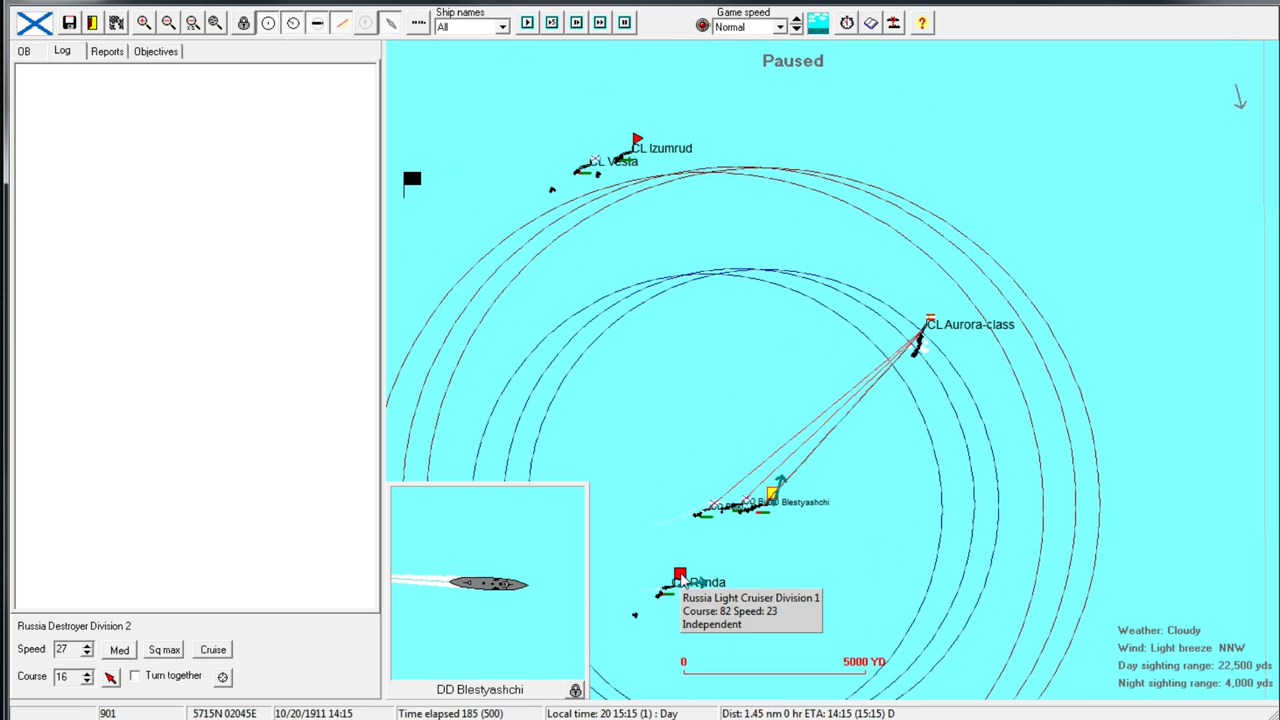 Ship names
All
Game speed
Normal
OB
Log
Reports
Objectives
Paused
CL Izumrud
CL Vesta
CL Aurora-class
Blestyashchi
CL Rynda
Russia Light Cruiser Division 1
Course: 82 Speed: 23
Independent
0
5000 YD
Weather: Cloudy
Wind: Light breeze NNW
Day sighting range: 22,500 yds
Night sighting range: 4,000 yds
Russia Destroyer Division 2
Speed 27 Med Sq max Cruise
Course 16 Turn together
DD Blestyashchi
901
5715N 02045E
10/20/1911 14:15
Time elapsed 185 (500)
Local time: 20 15:15 (1) : Day
Dist: 1.45 nm 0 hr ETA: 14:15 (15:15) D